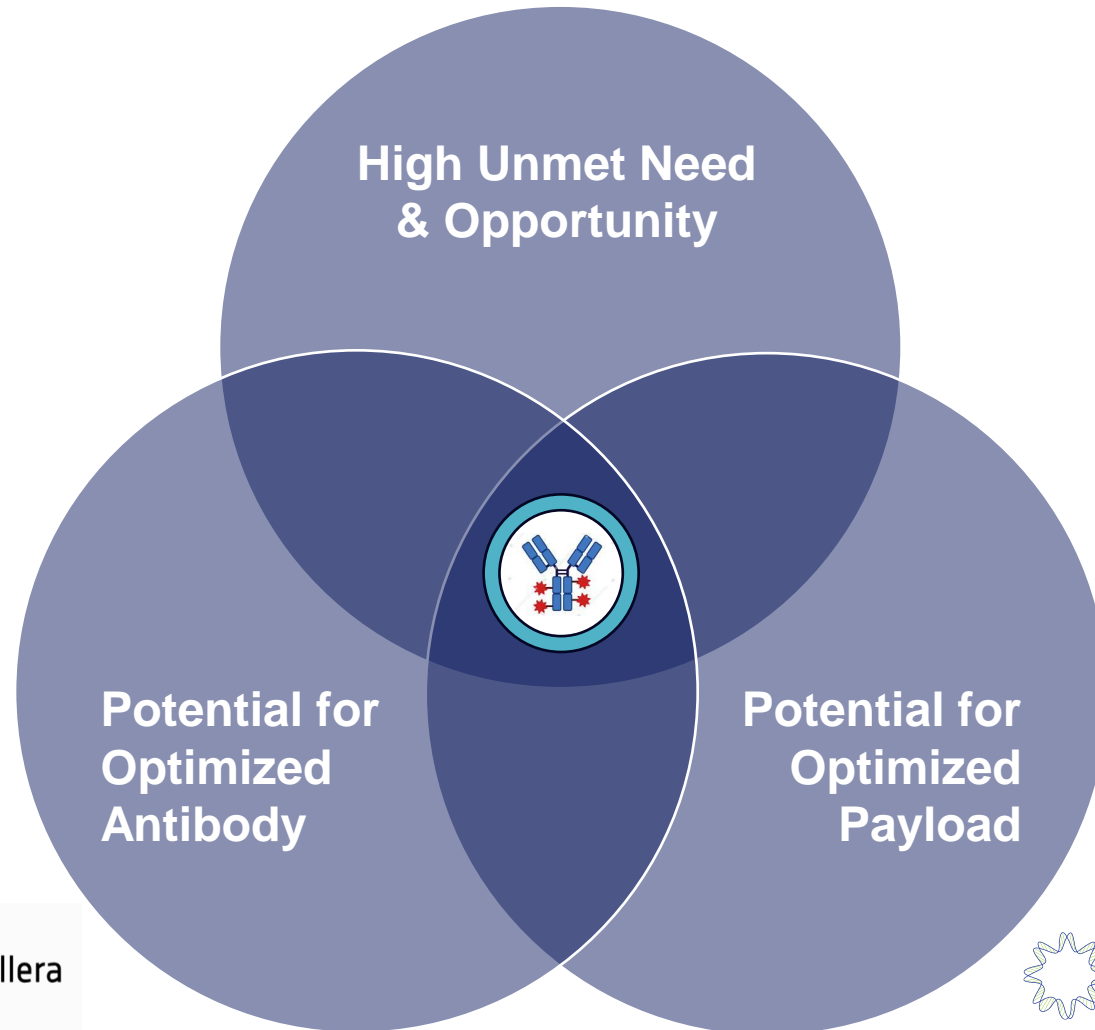 High Unmet Need
& Opportunity
Potential for
Optimized
Antibody
Potential for
Optimized
Payload
llera